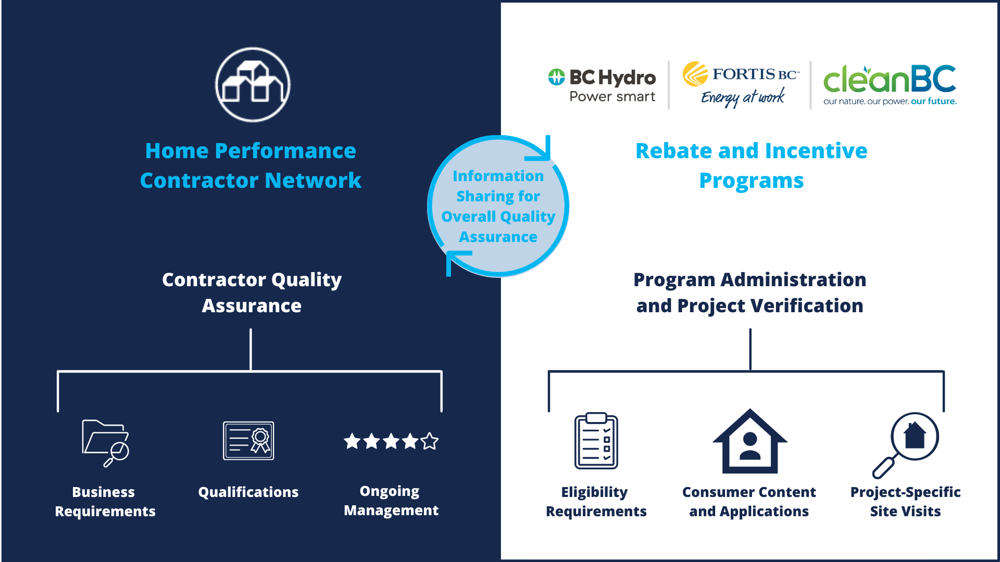 Home Performance
Contractor Network
Contractor Quality
Assurance
Business
Requirements
Qualifications
Ongoing
Management
Information
Sharing for
Overall Quality
Assurance
BC Hydro
Power smart
FORTIS BC™
Energy at work
cleanBC
our nature. our power. our future.
Rebate and Incentive
Programs
Program Administration
and Project Verification
Eligibility
Requirements
Consumer Content
and Applications
Project-Specific
Site Visits